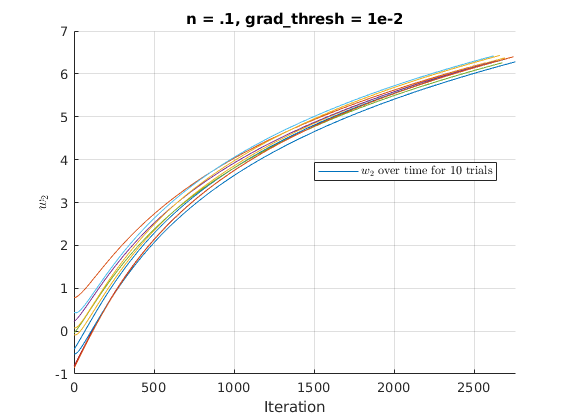 n = .1, grad_thresh = 1e-2
7
6
5
4
3
2
1
0
-1
w₂
w₂ over time for 10 trials
0 500 1000 1500 2000 2500
Iteration